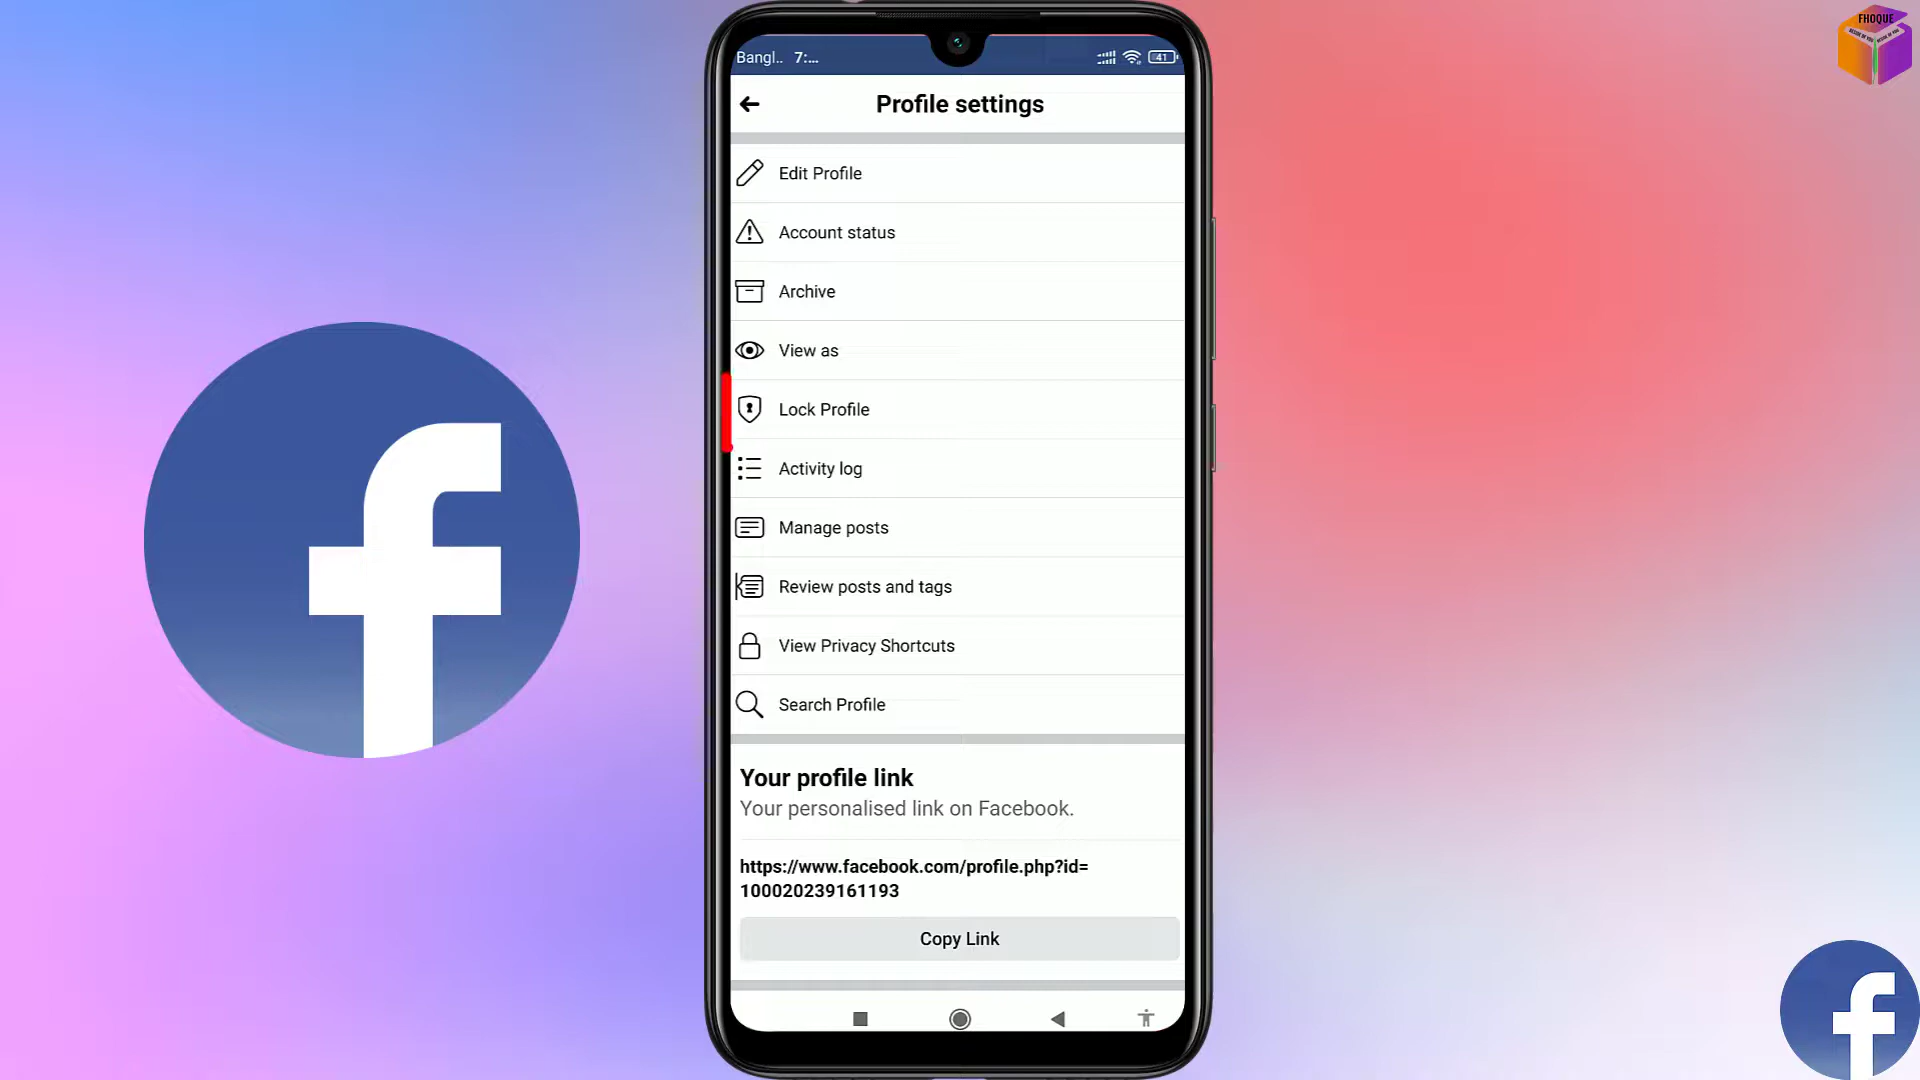 FHOQUE
Bangl.. 7:... 41
Profile settings
Edit Profile
Account status
Archive
View as
Lock Profile
Activity log
Manage posts
Review posts and tags
View Privacy Shortcuts
Search Profile
Your profile link
Your personalised link on Facebook.
https://www.facebook.com/profile.php?id=
100020239161193
Copy Link